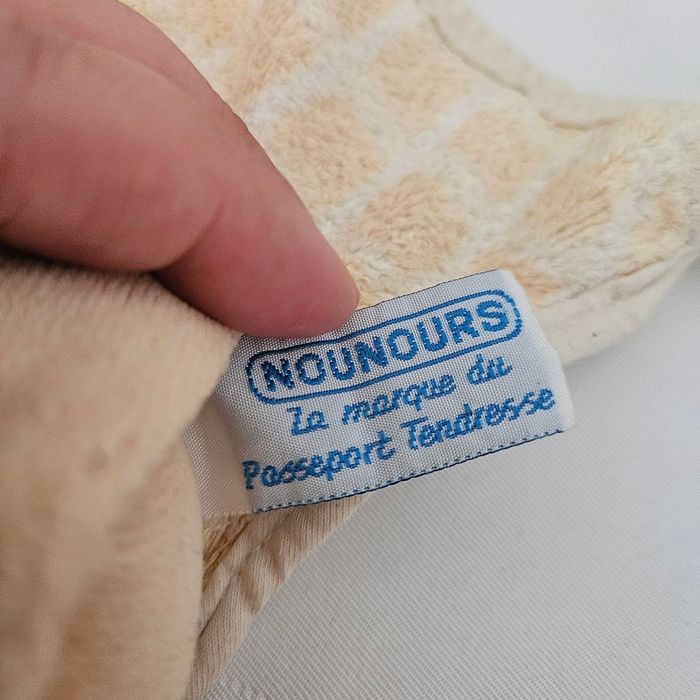 NOUNOURS
La marque du
Passeport Tendresse